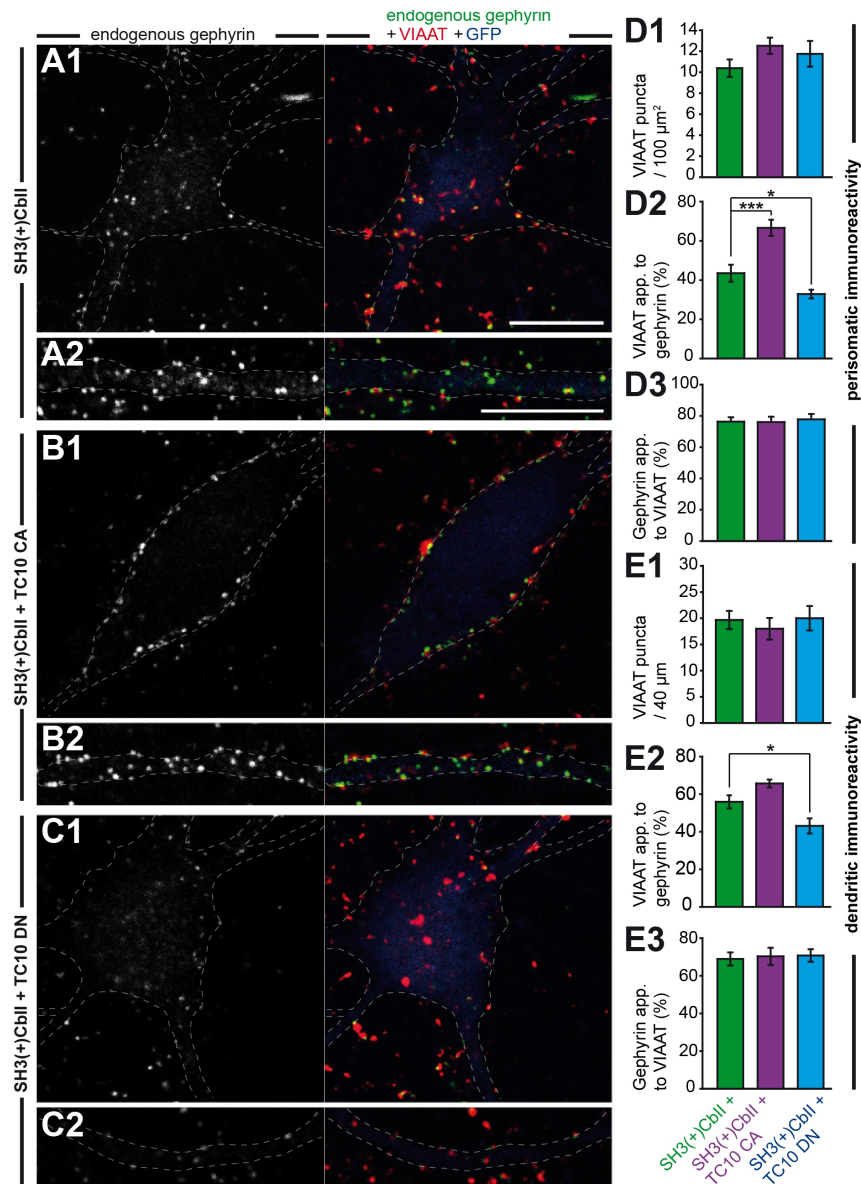 endogenous gephyrin
endogenous gephyrin
+ VIAAT + GFP
A1
SH3(+)CbII
A2
B1
SH3(+)CbII + TC10 CA
B2
C1
SH3(+)CbII + TC10 DN
C2
D1
VIAAT puncta
/ 100 µm²
14
12
10
8
6
4
2
0
D2
VIAAT app. to
gephyrin (%)
80
60
40
20
0
***
*
D3
Gephyrin app.
to VIAAT (%)
100
80
60
40
20
0
perisomatic immunoreactivity
E1
VIAAT puncta
/ 40 µm
30
25
20
15
10
5
0
E2
VIAAT app. to
gephyrin (%)
80
60
40
20
0
*
E3
Gephyrin app.
to VIAAT (%)
80
60
40
20
0
dendritic immunoreactivity
SH3(+)CbII +
SH3(+)CbII +
TC10 CA
SH3(+)CbII +
TC10 DN